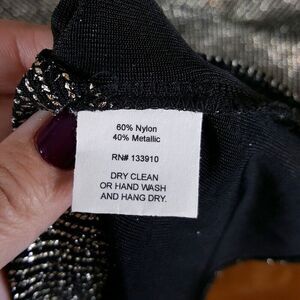 60% Nylon
40% Metallic
RN# 133910
DRY CLEAN
OR HAND WASH
AND HANG DRY.